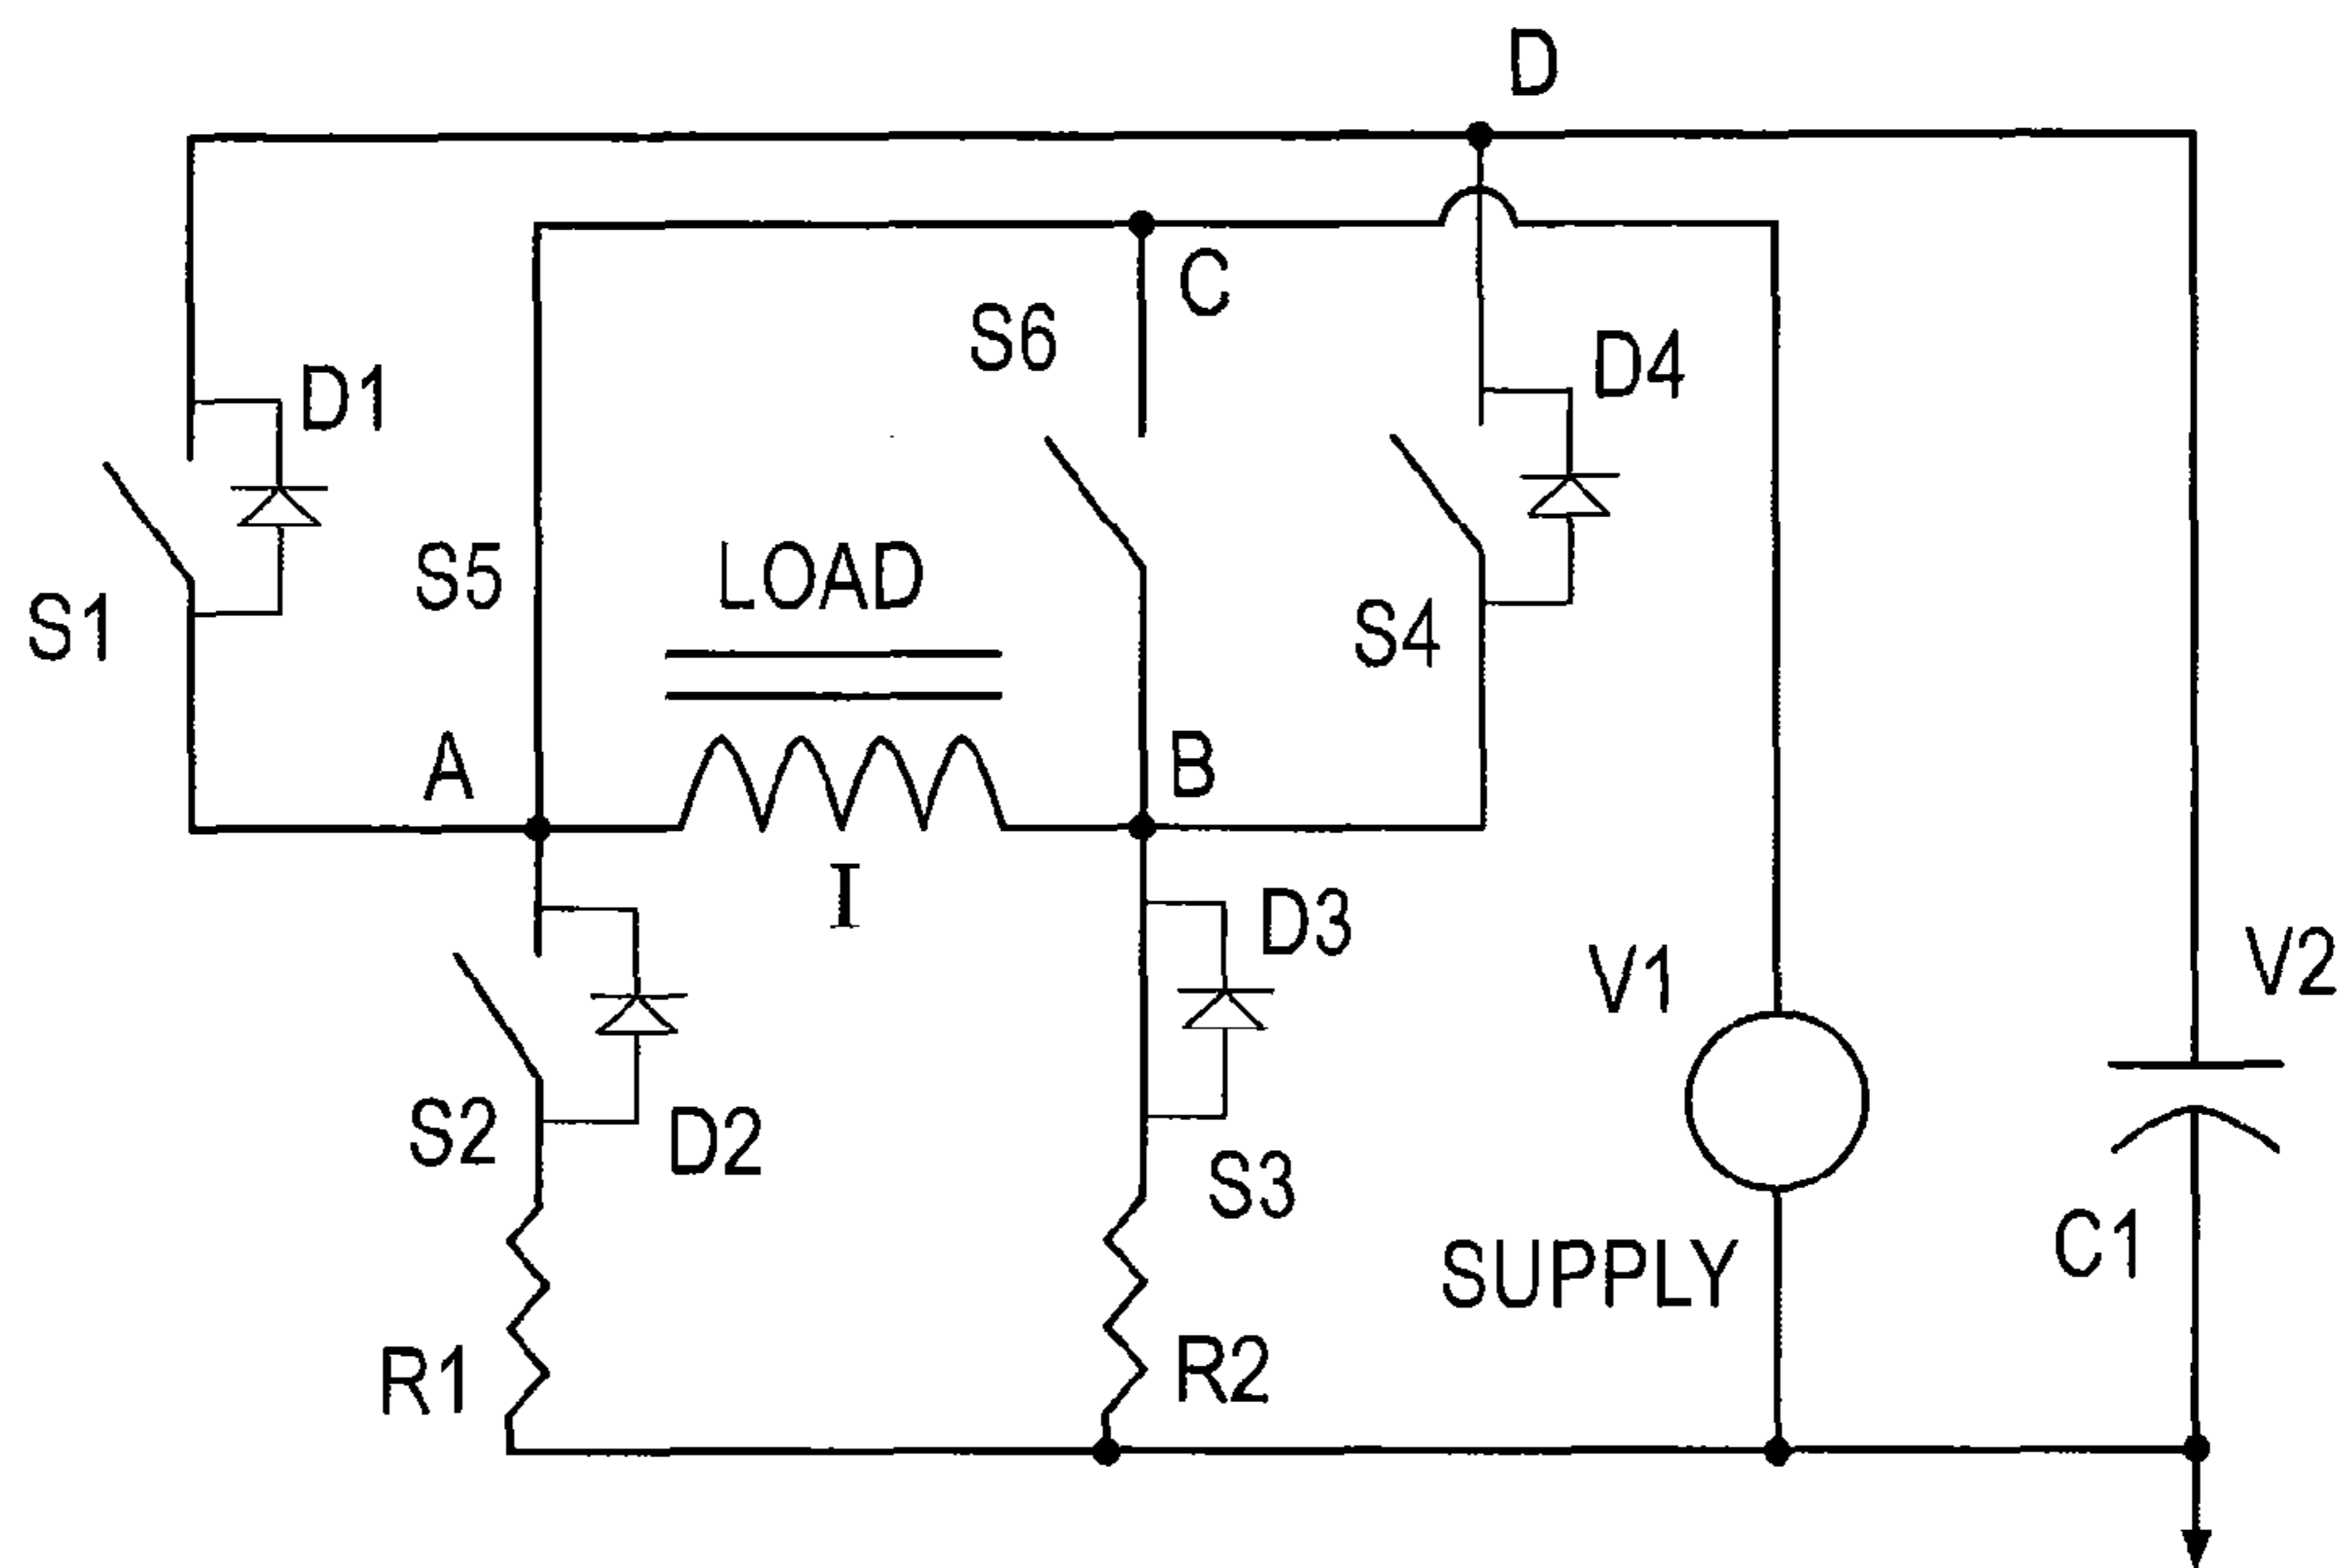 D
C
S6
D4
D1
S5
LOAD
S1
S4
A
B
I
D3
V1
V2
S2
D2
S3
C1
SUPPLY
R1
R2